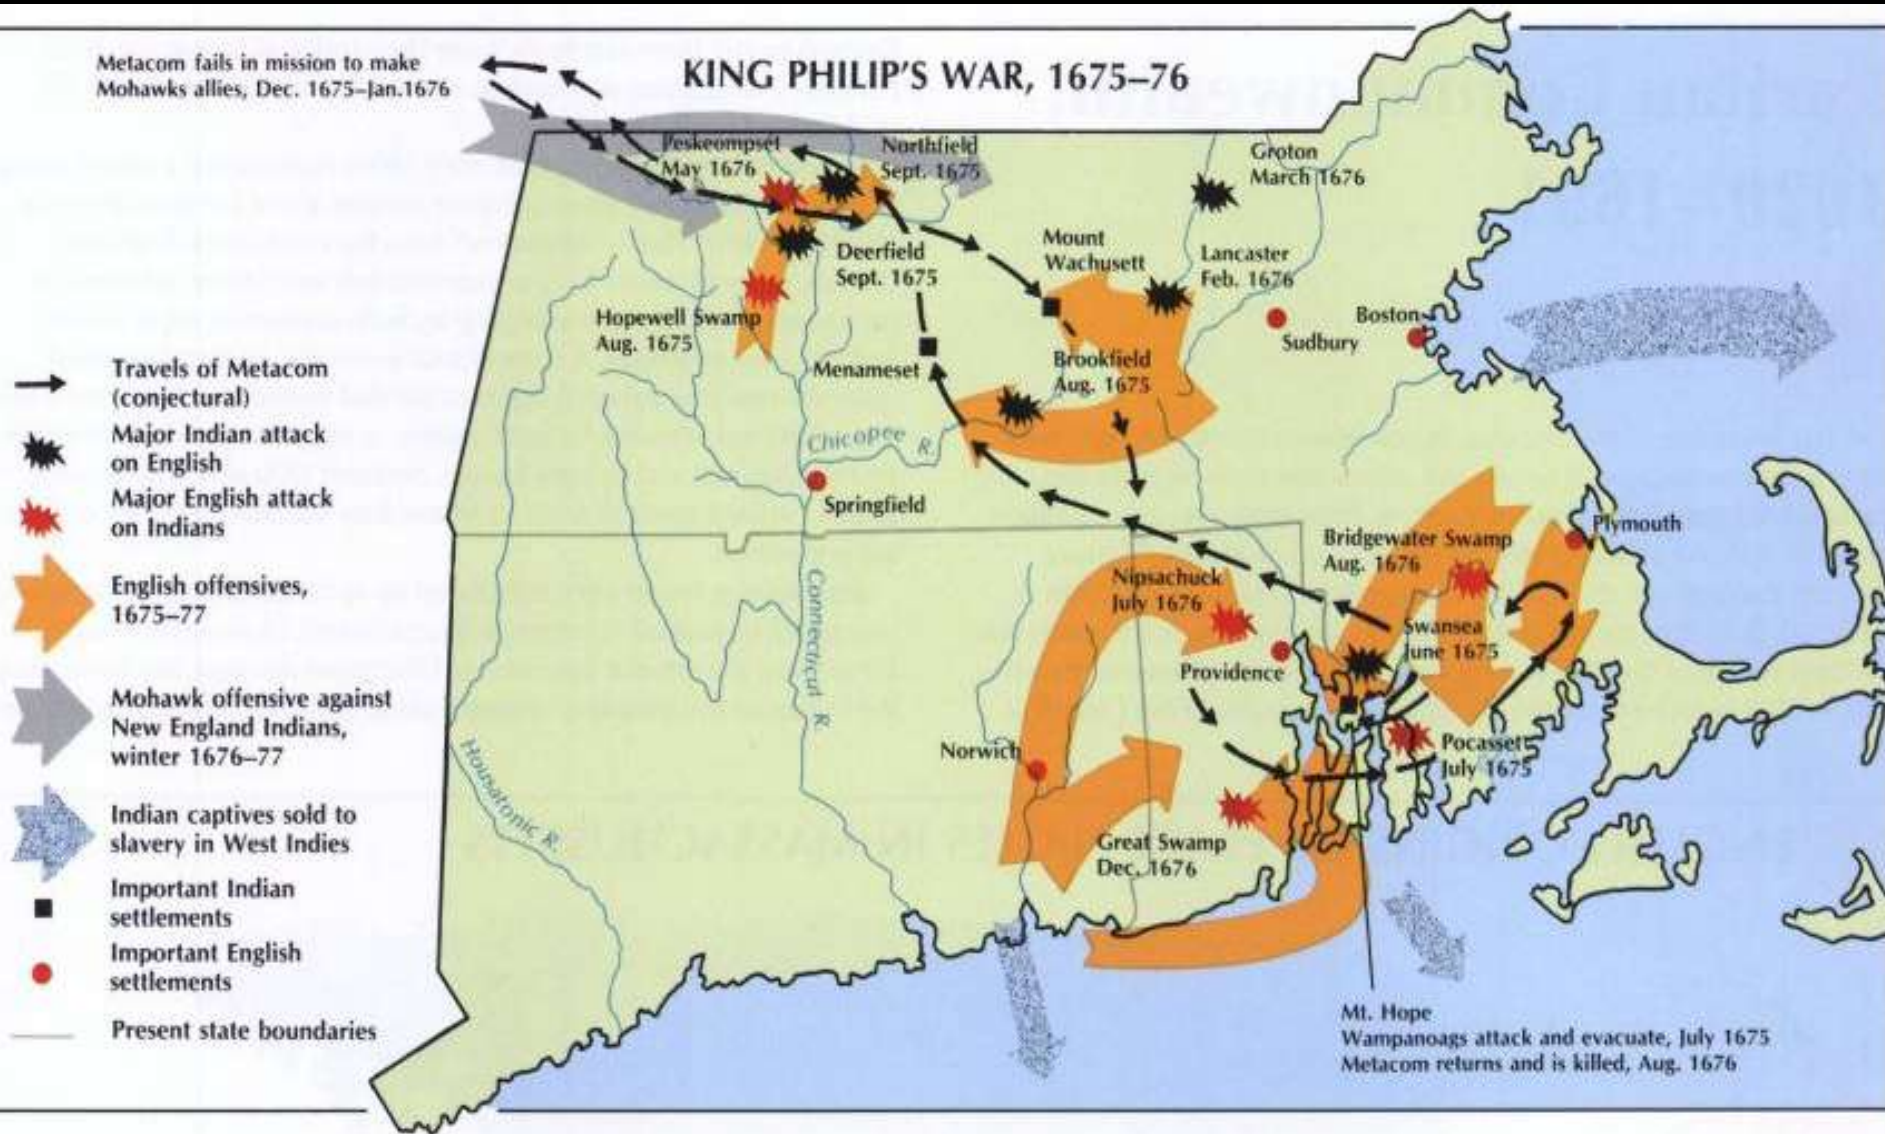 Metacom fails in mission to make
Mohawks allies, Dec. 1675–Jan.1676
KING PHILIP'S WAR, 1675–76
Peskeompset
May 1676
Northfield
Sept. 1675
Groton
March 1676
Deerfield
Sept. 1675
Mount
Wachusett
Lancaster
Feb. 1676
Hopewell Swamp
Aug. 1675
Menameset
Brookfield
Aug. 1675
Sudbury
Boston
Chicopee R.
Springfield
Plymouth
Bridgewater Swamp
Aug. 1676
Nipsachuck
July 1676
Connecticut R.
Swansea
June 1675
Providence
Norwich
Pocasset
July 1675
Housatonic R.
Great Swamp
Dec. 1676
Mt. Hope
Wampanoags attack and evacuate, July 1675
Metacom returns and is killed, Aug. 1676
Travels of Metacom
(conjectural)
Major Indian attack
on English
Major English attack
on Indians
English offensives,
1675–77
Mohawk offensive against
New England Indians,
winter 1676–77
Indian captives sold to
slavery in West Indies
Important Indian
settlements
Important English
settlements
Present state boundaries